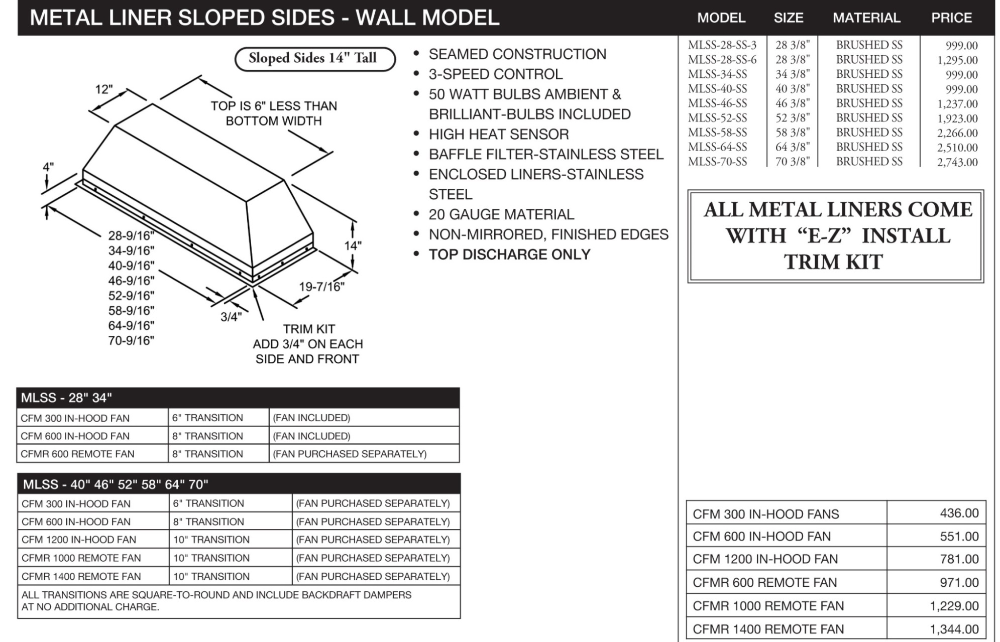 METAL LINER SLOPED SIDES - WALL MODEL
MODEL SIZE MATERIAL PRICE
Sloped Sides 14" Tall
12"
TOP IS 6" LESS THAN
BOTTOM WIDTH
4"
28-9/16"
34-9/16"
40-9/16"
46-9/16"
52-9/16"
58-9/16"
64-9/16"
70-9/16"
14"
19-7/16"
3/4"
TRIM KIT
ADD 3/4" ON EACH
SIDE AND FRONT
• SEAMED CONSTRUCTION
• 3-SPEED CONTROL
• 50 WATT BULBS AMBIENT &
BRILLIANT-BULBS INCLUDED
• HIGH HEAT SENSOR
• BAFFLE FILTER-STAINLESS STEEL
• ENCLOSED LINERS-STAINLESS
STEEL
• 20 GAUGE MATERIAL
• NON-MIRRORED, FINISHED EDGES
• TOP DISCHARGE ONLY
MLSS-28-SS-3 28 3/8" BRUSHED SS 999.00
MLSS-28-SS-6 28 3/8" BRUSHED SS 1,295.00
MLSS-34-SS 34 3/8" BRUSHED SS 999.00
MLSS-40-SS 40 3/8" BRUSHED SS 999.00
MLSS-46-SS 46 3/8" BRUSHED SS 1,237.00
MLSS-52-SS 52 3/8" BRUSHED SS 1,923.00
MLSS-58-SS 58 3/8" BRUSHED SS 2,266.00
MLSS-64-SS 64 3/8" BRUSHED SS 2,510.00
MLSS-70-SS 70 3/8" BRUSHED SS 2,743.00
ALL METAL LINERS COME
WITH “E-Z” INSTALL
TRIM KIT
MLSS - 28" 34"
CFM 300 IN-HOOD FAN 6" TRANSITION (FAN INCLUDED)
CFM 600 IN-HOOD FAN 8" TRANSITION (FAN INCLUDED)
CFMR 600 REMOTE FAN 8" TRANSITION (FAN PURCHASED SEPARATELY)
MLSS - 40" 46" 52" 58" 64" 70"
CFM 300 IN-HOOD FAN 6" TRANSITION (FAN PURCHASED SEPARATELY)
CFM 600 IN-HOOD FAN 8" TRANSITION (FAN PURCHASED SEPARATELY)
CFM 1200 IN-HOOD FAN 10" TRANSITION (FAN PURCHASED SEPARATELY)
CFMR 1000 REMOTE FAN 10" TRANSITION (FAN PURCHASED SEPARATELY)
CFMR 1400 REMOTE FAN 10" TRANSITION (FAN PURCHASED SEPARATELY)
ALL TRANSITIONS ARE SQUARE-TO-ROUND AND INCLUDE BACKDRAFT DAMPERS
AT NO ADDITIONAL CHARGE.
CFM 300 IN-HOOD FANS 436.00
CFM 600 IN-HOOD FAN 551.00
CFM 1200 IN-HOOD FAN 781.00
CFMR 600 REMOTE FAN 971.00
CFMR 1000 REMOTE FAN 1,229.00
CFMR 1400 REMOTE FAN 1,344.00